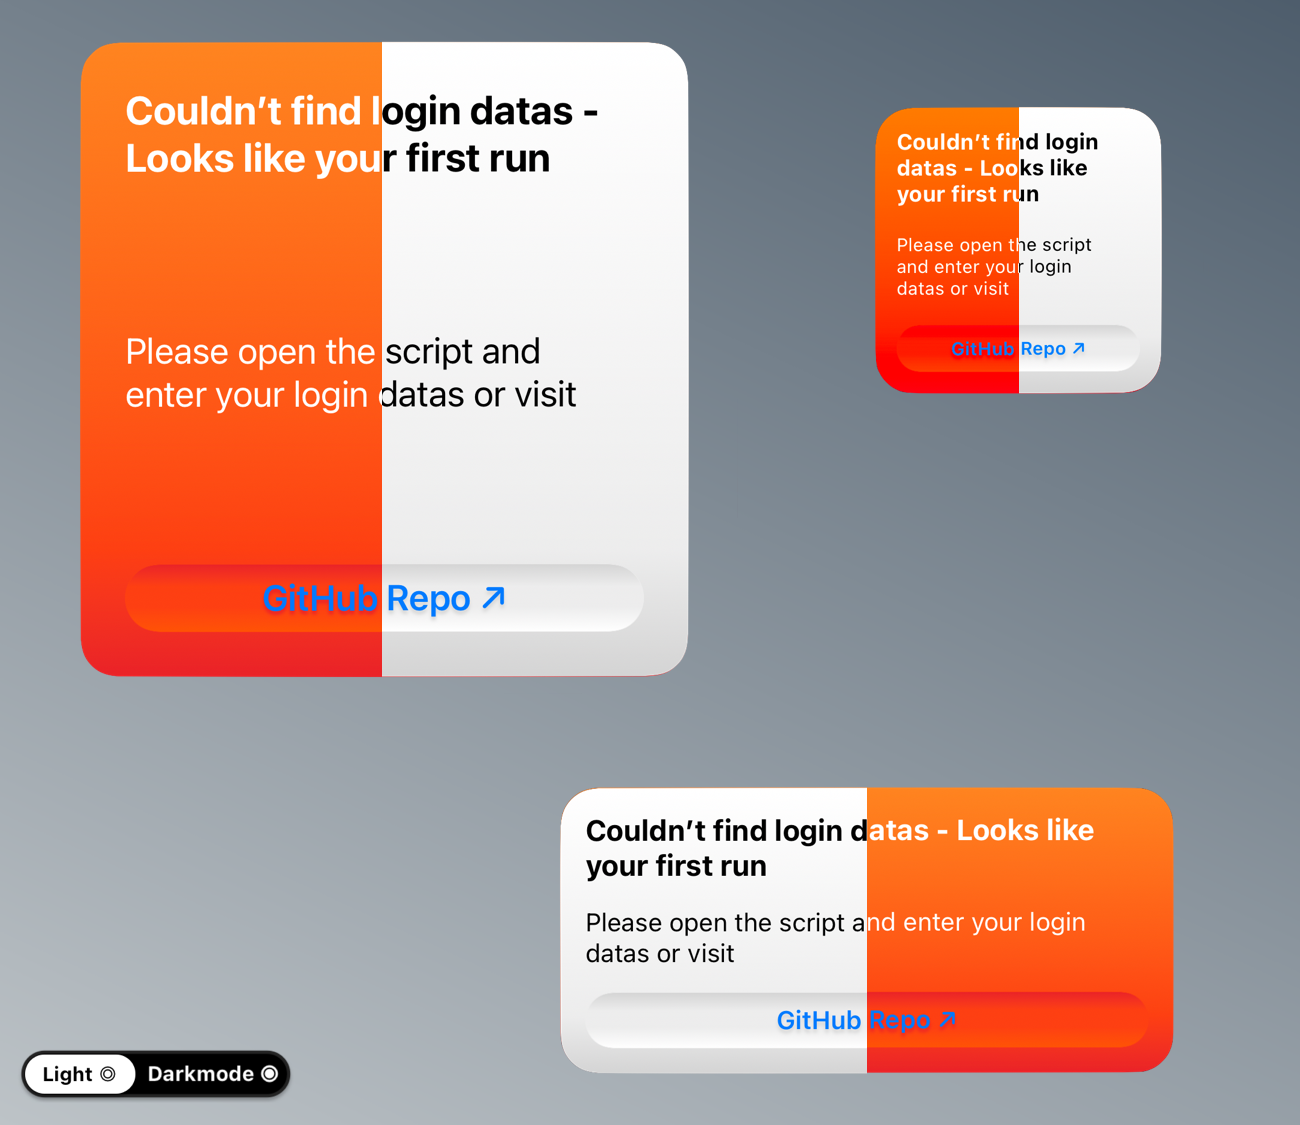 Couldn’t find login datas -
Looks like your first run
Please open the script and
enter your login datas or visit
GitHub Repo ↗
Couldn’t find login
datas - Looks like
your first run
Please open the script
and enter your login
datas or visit
GitHub Repo ↗
Couldn’t find login datas - Looks like
your first run
Please open the script and enter your login
datas or visit
GitHub Repo ↗
Light ◎ Darkmode ◉